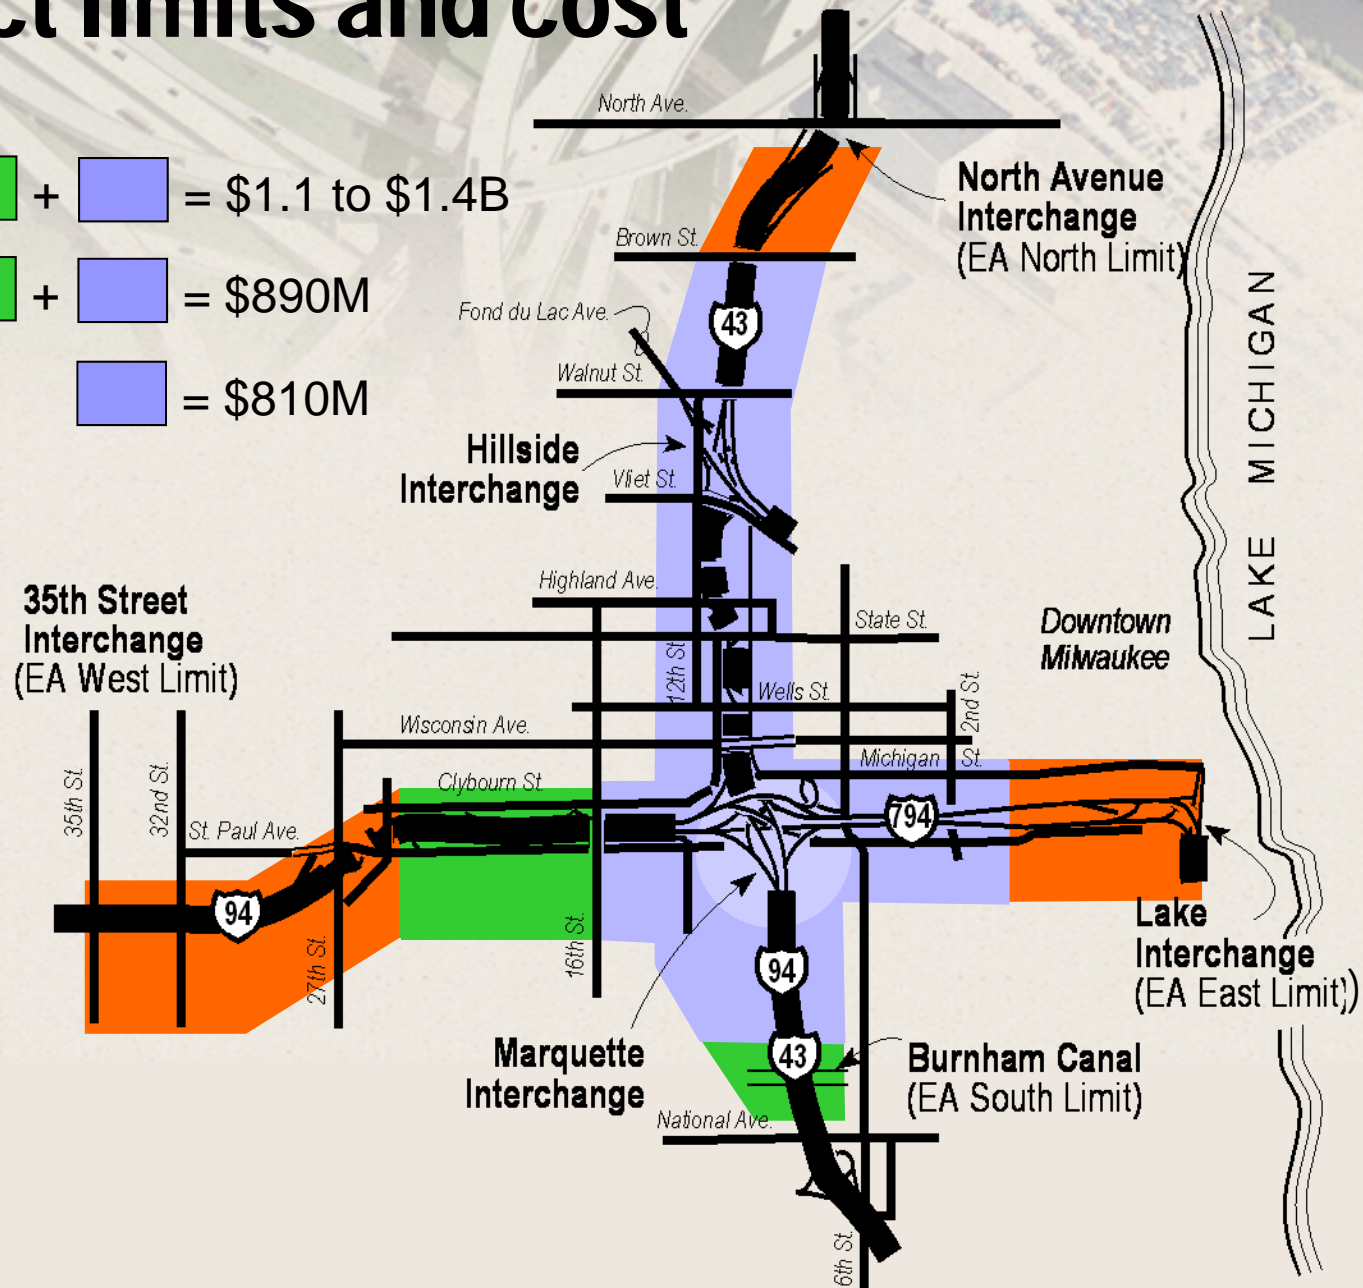 ct limits and cost
+ = $1.1 to $1.4B
+ = $890M
= $810M
North Ave.
North Avenue
Interchange
(EA North Limit)
Brown St.
43
Fond du Lac Ave.
Walnut St.
Hillside
Interchange
Vliet St.
LAKE MICHIGAN
Highland Ave.
State St.
Downtown
Milwaukee
35th Street
Interchange
(EA West Limit)
12th St
Wells St.
2nd St.
Wisconsin Ave.
Michigan St.
Clybourn St.
35th St.
32nd St.
St. Paul Ave.
794
94
27th St.
16th St.
Lake
Interchange
(EA East Limit))
94
Marquette
Interchange
43
Burnham Canal
(EA South Limit)
National Ave.
6th St.